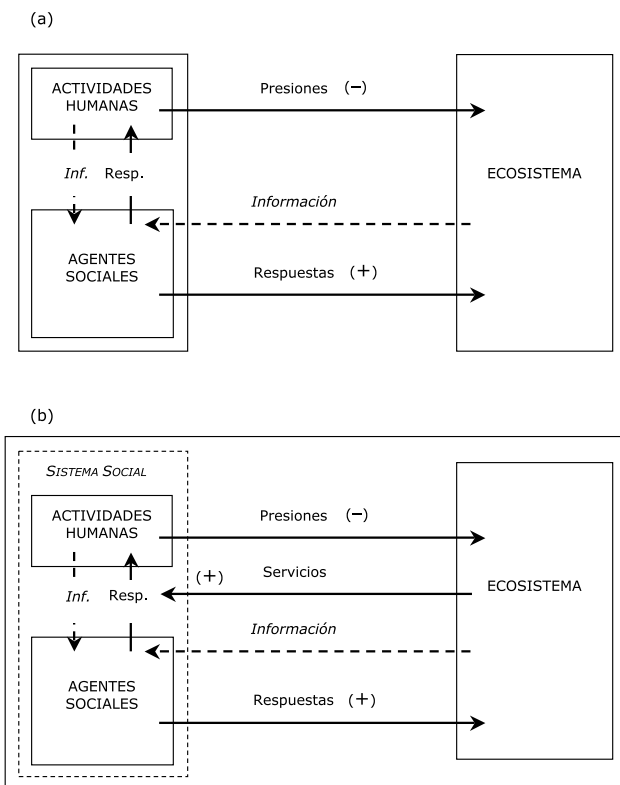 (a)
ACTIVIDADES
HUMANAS
Presiones (−)
Inf. Resp.
ECOSISTEMA
Información
AGENTES
SOCIALES
Respuestas (+)
(b)
SISTEMA SOCIAL
ACTIVIDADES
HUMANAS
Presiones (−)
(+) Servicios
ECOSISTEMA
Inf. Resp.
Información
AGENTES
SOCIALES
Respuestas (+)